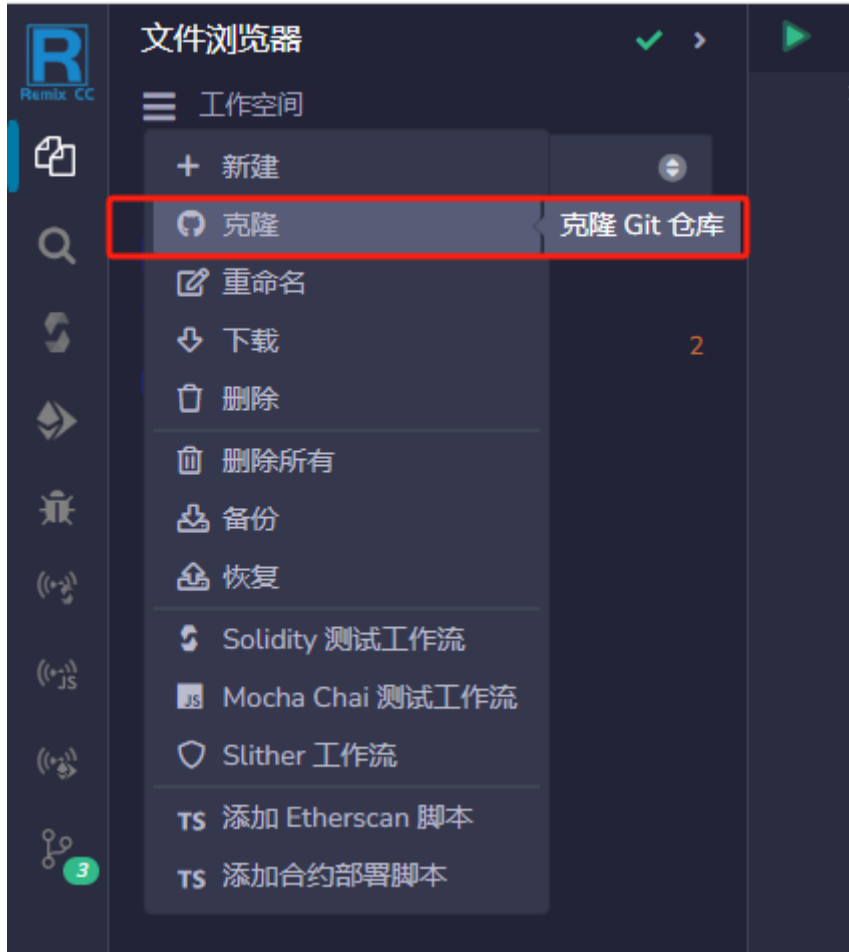 文件浏览器
Remix CC
工作空间
新建
克隆
克隆 Git 仓库
重命名
下载
2
删除
删除所有
备份
恢复
Solidity 测试工作流
JS Mocha Chai 测试工作流
JS
Slither 工作流
TS 添加 Etherscan 脚本
3
TS 添加合约部署脚本